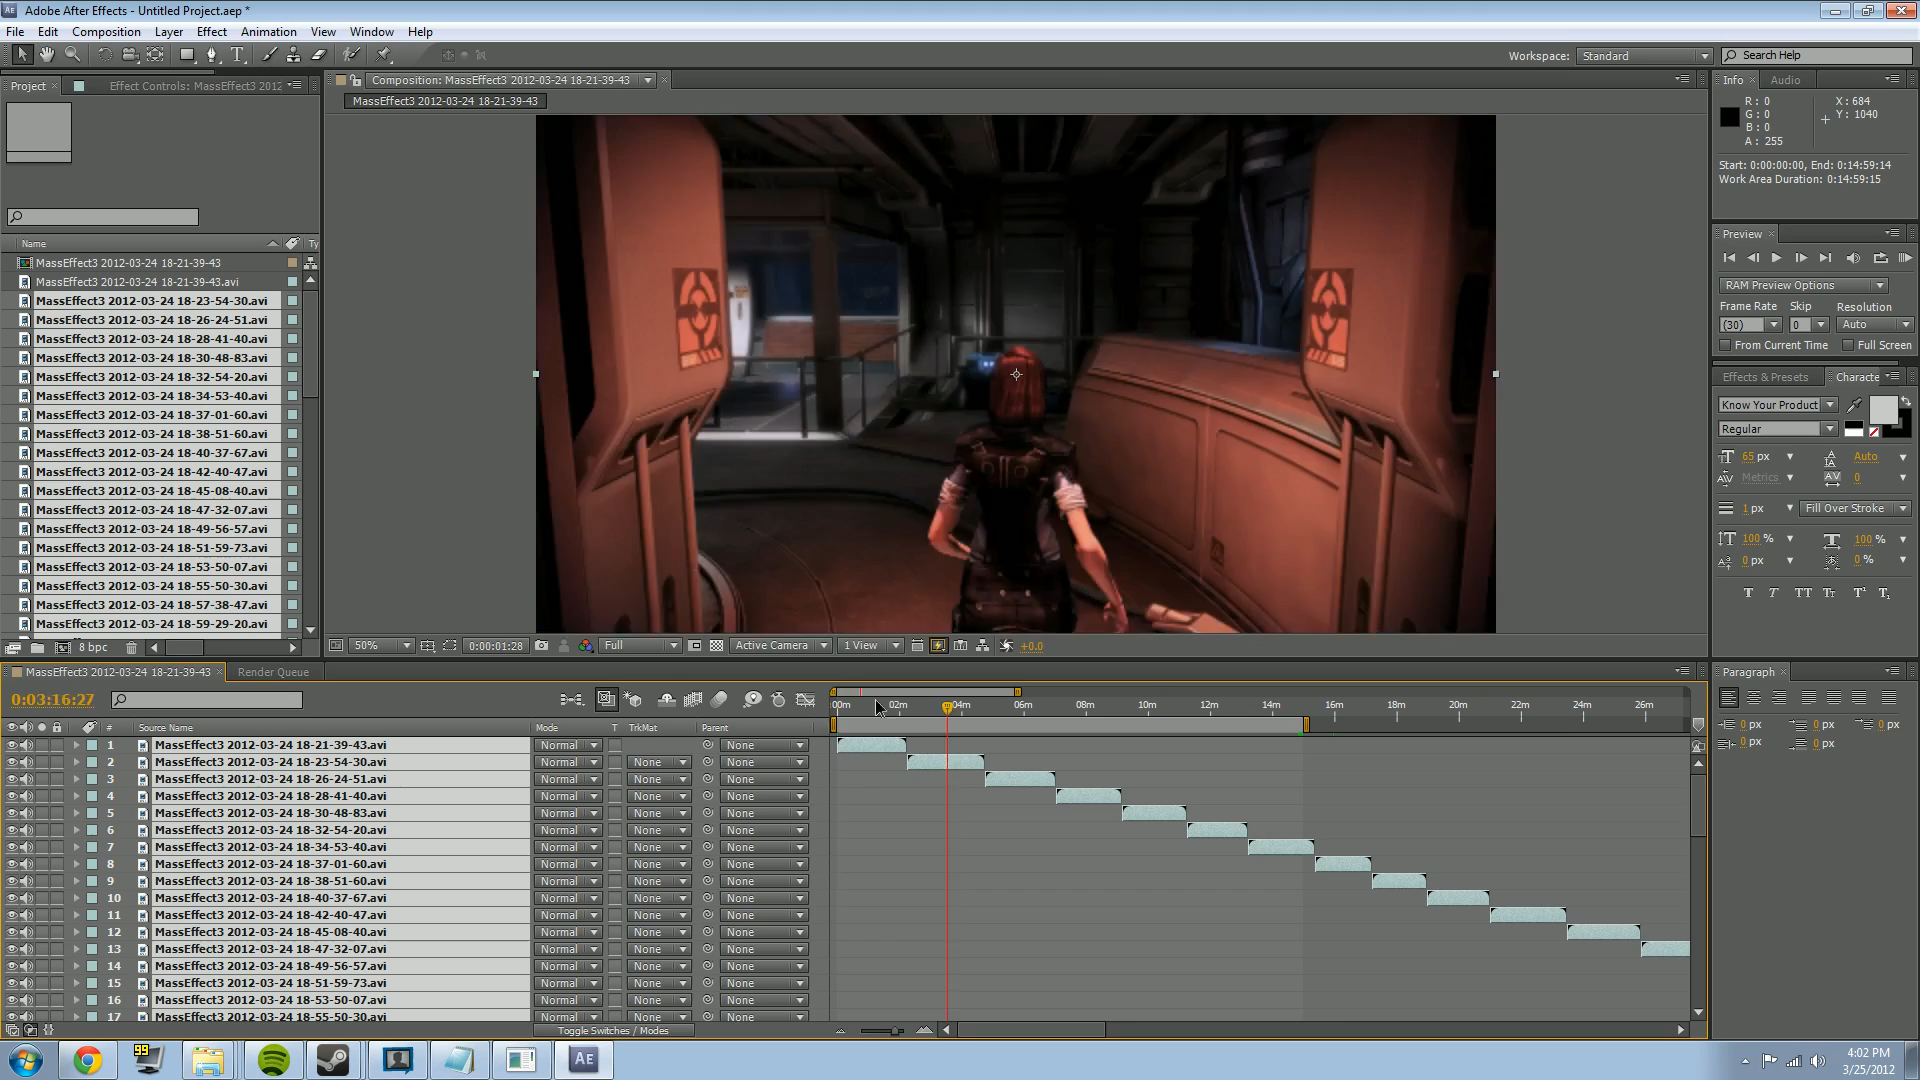 Adobe After Effects - Untitled Project.aep *
File Edit Composition Layer Effect Animation View Window Help
Workspace: Standard Search Help
Project Effect Controls: MassEffect3 2012
Composition: MassEffect3 2012-03-24 18-21-39-43
MassEffect3 2012-03-24 18-21-39-43
Name Ty
MassEffect3 2012-03-24 18-21-39-43
MassEffect3 2012-03-24 18-21-39-43.avi
MassEffect3 2012-03-24 18-23-54-30.avi
MassEffect3 2012-03-24 18-26-24-51.avi
MassEffect3 2012-03-24 18-28-41-40.avi
MassEffect3 2012-03-24 18-30-48-83.avi
MassEffect3 2012-03-24 18-32-54-20.avi
MassEffect3 2012-03-24 18-34-53-40.avi
MassEffect3 2012-03-24 18-37-01-60.avi
MassEffect3 2012-03-24 18-38-51-60.avi
MassEffect3 2012-03-24 18-40-37-67.avi
MassEffect3 2012-03-24 18-42-40-47.avi
MassEffect3 2012-03-24 18-45-08-40.avi
MassEffect3 2012-03-24 18-47-32-07.avi
MassEffect3 2012-03-24 18-49-56-57.avi
MassEffect3 2012-03-24 18-51-59-73.avi
MassEffect3 2012-03-24 18-53-50-07.avi
MassEffect3 2012-03-24 18-55-50-30.avi
MassEffect3 2012-03-24 18-57-38-47.avi
MassEffect3 2012-03-24 18-59-29-20.avi
8 bpc
50% 0:00:01:28 Full Active Camera 1 View +0.0
Info Audio
R: 0 X: 684
G: 0 Y: 1040
B: 0
A: 255
Start: 0:00:00:00, End: 0:14:59:14
Work Area Duration: 0:14:59:15
Preview
RAM Preview Options
Frame Rate Skip Resolution
(30) 0 Auto
From Current Time Full Screen
Effects & Presets Characte
Know Your Product
Regular
65 px Auto
Metrics 0
1 px Fill Over Stroke
100 % 100 %
0 px 0 %
T T TT Tt T T
Paragraph
0 px 0 px 0 px
0 px 0 px
MassEffect3 2012-03-24 18-21-39-43 Render Queue
0:03:16:27
:00m 02m 04m 06m 08m 10m 12m 14m 16m 18m 20m 22m 24m 26m
# Source Name Mode T TrkMat Parent
1 MassEffect3 2012-03-24 18-21-39-43.avi Normal None
2 MassEffect3 2012-03-24 18-23-54-30.avi Normal None None
3 MassEffect3 2012-03-24 18-26-24-51.avi Normal None None
4 MassEffect3 2012-03-24 18-28-41-40.avi Normal None None
5 MassEffect3 2012-03-24 18-30-48-83.avi Normal None None
6 MassEffect3 2012-03-24 18-32-54-20.avi Normal None None
7 MassEffect3 2012-03-24 18-34-53-40.avi Normal None None
8 MassEffect3 2012-03-24 18-37-01-60.avi Normal None None
9 MassEffect3 2012-03-24 18-38-51-60.avi Normal None None
10 MassEffect3 2012-03-24 18-40-37-67.avi Normal None None
11 MassEffect3 2012-03-24 18-42-40-47.avi Normal None None
12 MassEffect3 2012-03-24 18-45-08-40.avi Normal None None
13 MassEffect3 2012-03-24 18-47-32-07.avi Normal None None
14 MassEffect3 2012-03-24 18-49-56-57.avi Normal None None
15 MassEffect3 2012-03-24 18-51-59-73.avi Normal None None
16 MassEffect3 2012-03-24 18-53-50-07.avi Normal None None
17 MassEffect3 2012-03-24 18-55-50-30.avi Normal None None
Toggle Switches / Modes
99 Ae
4:02 PM
3/25/2012